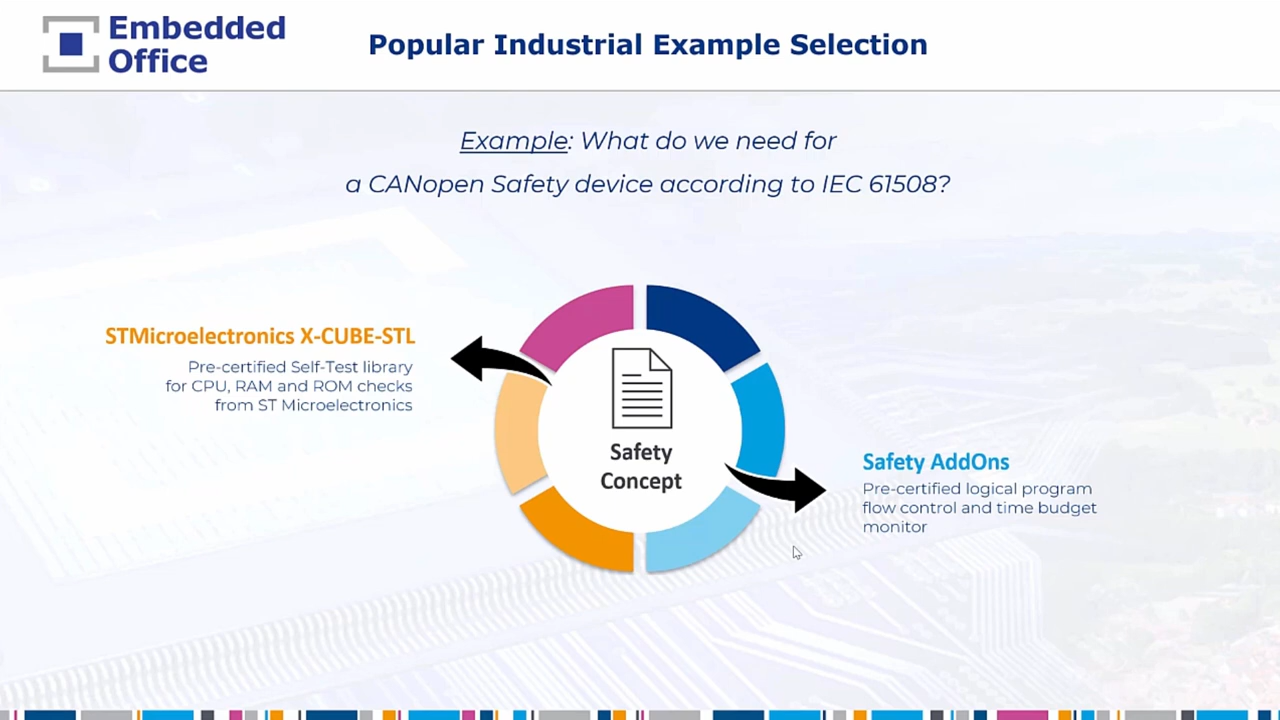 Embedded
Office
Popular Industrial Example Selection
Example: What do we need for
a CANopen Safety device according to IEC 61508?
STMicroelectronics X-CUBE-STL
Pre-certified Self-Test library
for CPU, RAM and ROM checks
from ST Microelectronics
Safety
Concept
Safety AddOns
Pre-certified logical program
flow control and time budget
monitor